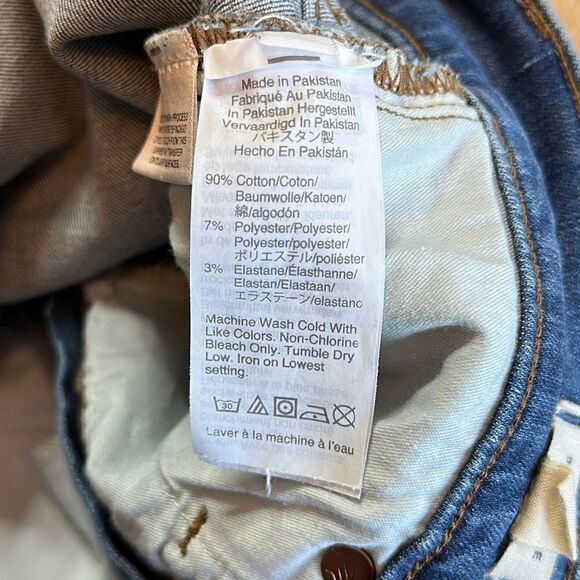 Made in Pakistan
Fabriqué Au Pakistan
In Pakistan Hergestellt
Vervaardigd In Pakistan
パキスタン製
Hecho En Pakistán
90% Cotton/Coton/
Baumwolle/Katoen/
綿/algodón
7% Polyester/Polyester/
Polyester/polyester/
ポリエステル/poliéster
3% Elastane/Élasthanne/
Elastan/Elastaan/
エラステーン/elastano
Machine Wash Cold With
Like Colors. Non-Chlorine
Bleach Only. Tumble Dry
Low. Iron on Lowest
setting.
30
Laver à la machine à l'eau